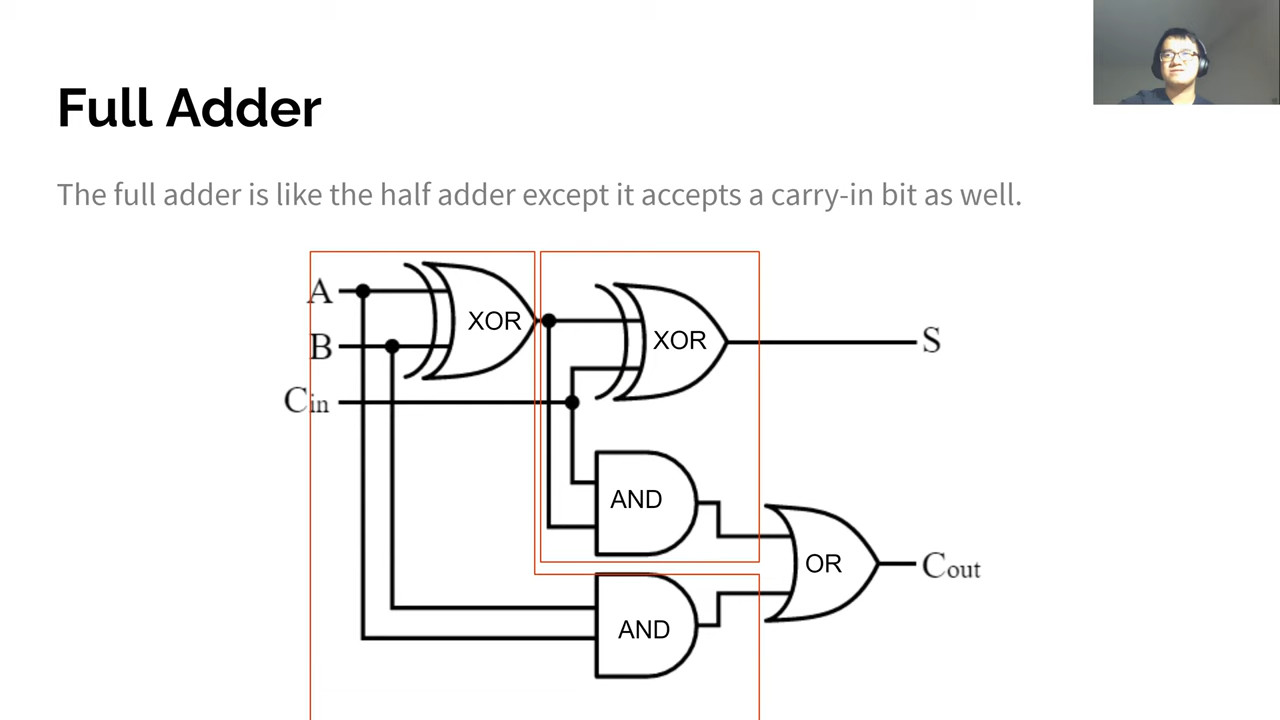 Full Adder
The full adder is like the half adder except it accepts a carry-in bit as well.
A
XOR
B
XOR
S
Cin
AND
OR
Cout
AND